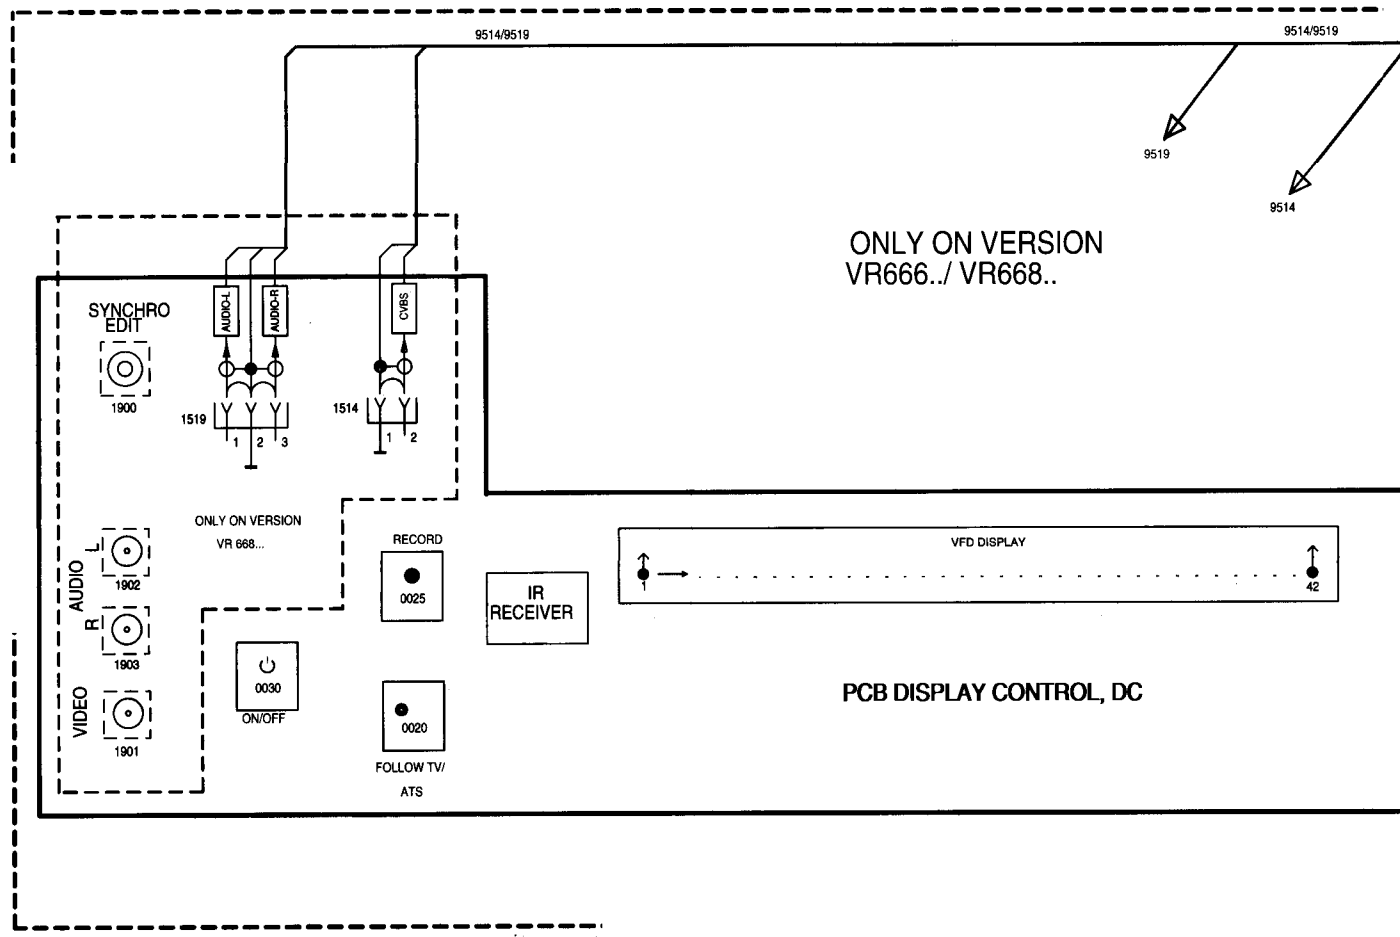 9514/9519
9514/9519
9519
9514
ONLY ON VERSION
VR666../ VR668..
SYNCHRO
EDIT
1900
AUDIO-L
AUDIO-R
CVBS
1519
1
2
3
1514
1
2
ONLY ON VERSION
VR 668...
AUDIO
L
1902
R
1903
VIDEO
1901
RECORD
0025
IR
RECEIVER
0030
ON/OFF
0020
FOLLOW TV/
ATS
VFD DISPLAY
1
42
PCB DISPLAY CONTROL, DC